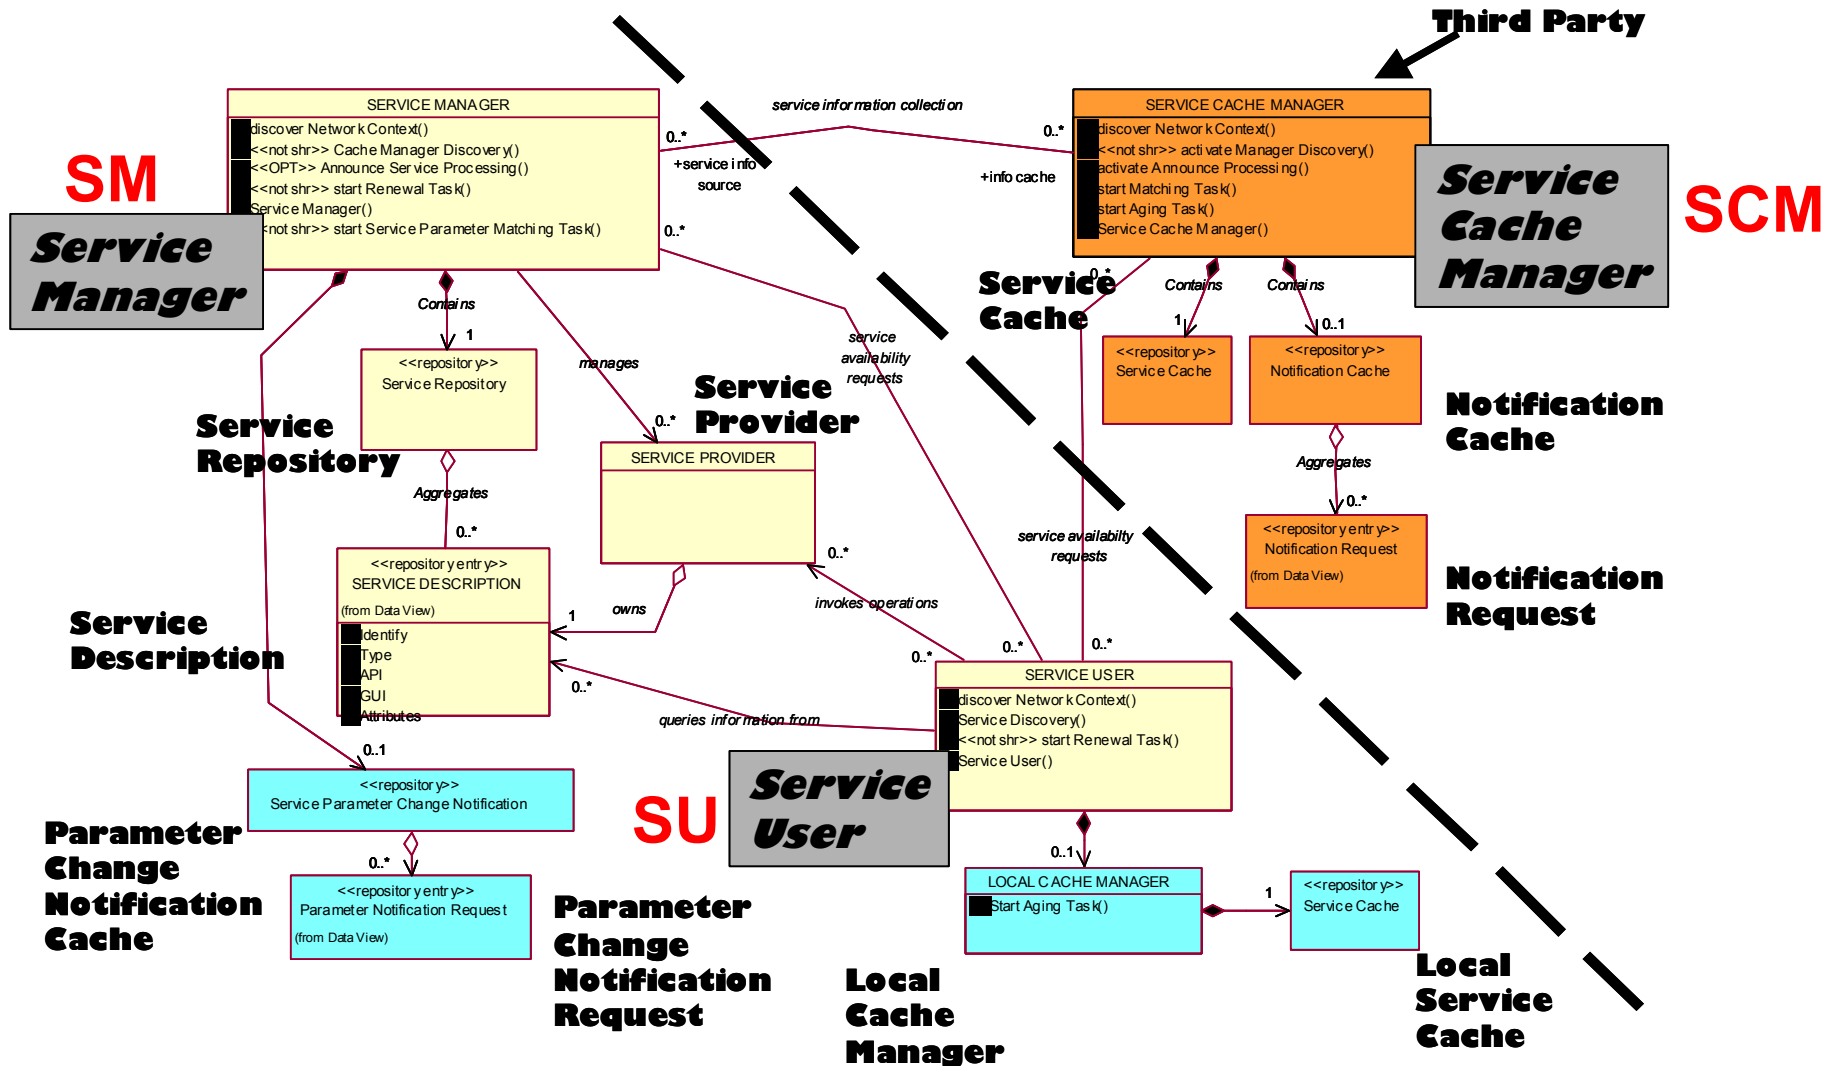 Third Party
SERVICE MANAGER
discover Network Context()
<<not shr>> Cache Manager Discovery()
<<OPT>> Announce Service Processing()
<<not shr>> start Renewal Task()
Service Manager()
<not shr>> start Service Parameter Matching Task()
SM
Service
Manager
service information collection
0..*
+service info
source
0..*
0..*
+info cache
SERVICE CACHE MANAGER
discover Network Context()
<<not shr>> activate Manager Discovery()
activate Announce Processing()
start Matching Task()
start Aging Task()
Service Cache Manager()
Service
Cache
Manager
SCM
Contains
1
<<repository>>
Service Repository
Service
Repository
manages
0..*
Service
Provider
service
availability
requests
0..*
Service
Cache
Contains
1
Contains
0..1
<<repository>>
Service Cache
<<repository>>
Notification Cache
Notification
Cache
Aggregates
0..*
<<repository entry>>
Notification Request
(from Data View)
Notification
Request
Aggregates
0..*
SERVICE PROVIDER
<<repository entry>>
SERVICE DESCRIPTION
(from Data View)
Identify
Type
API
GUI
Attributes
Service
Description
owns
1
0..*
invokes operations
0..*
service availabilty
requests
0..*
0..*
0..*
queries information from
SERVICE USER
discover Network Context()
Service Discovery()
<<not shr>> start Renewal Task()
Service User()
SU
Service
User
0..1
<<repository>>
Service Parameter Change Notification
Parameter
Change
Notification
Cache
0..*
<<repository entry>>
Parameter Notification Request
(from Data View)
Parameter
Change
Notification
Request
0..1
LOCAL CACHE MANAGER
Start Aging Task()
Local
Cache
Manager
1
<<repository>>
Service Cache
Local
Service
Cache